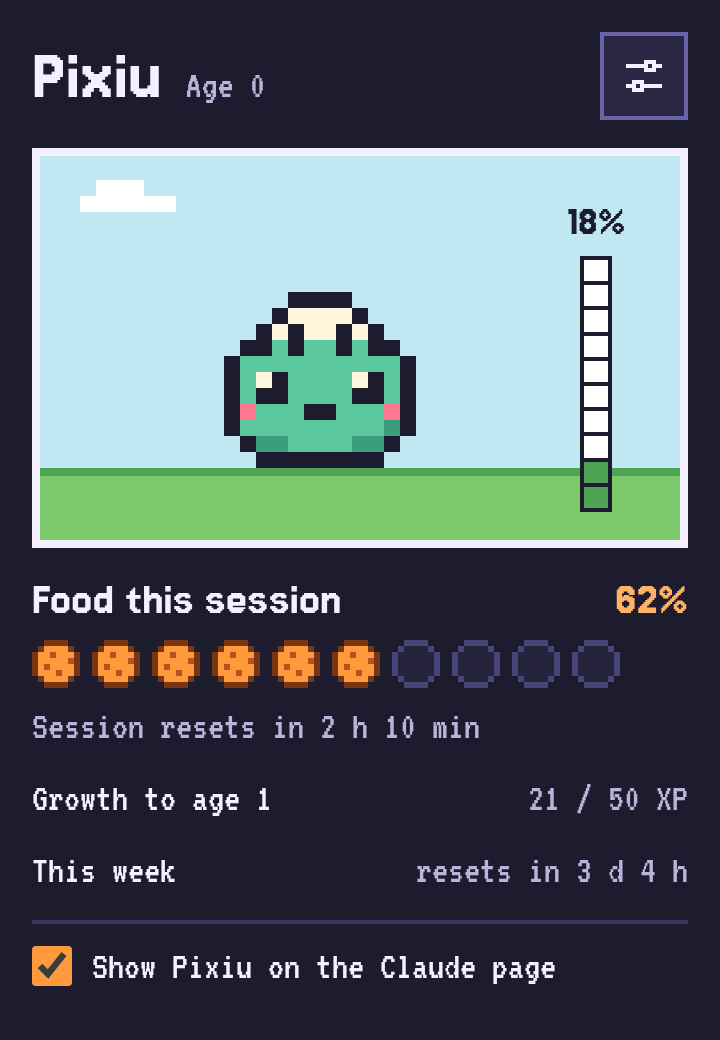 Pixiu Age 0
18%
Food this session 62%
Session resets in 2 h 10 min
Growth to age 1 21 / 50 XP
This week resets in 3 d 4 h
Show Pixiu on the Claude page